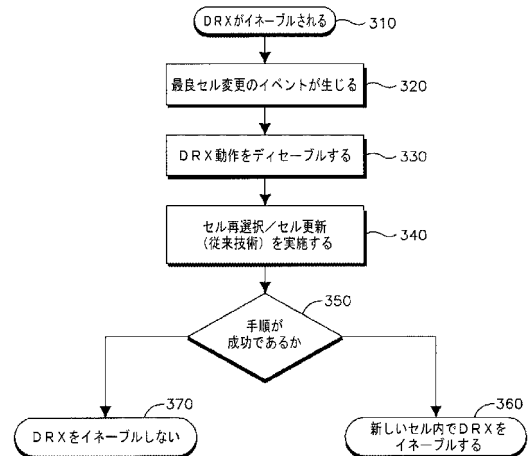 DRXがイネーブルされる
310
最良セル変更のイベントが生じる
320
DRX動作をディセーブルする
330
セル再選択/セル更新
(従来技術)を実施する
340
手順が
成功であるか
350
DRXをイネーブルしない
370
新しいセル内でDRXを
イネーブルする
360